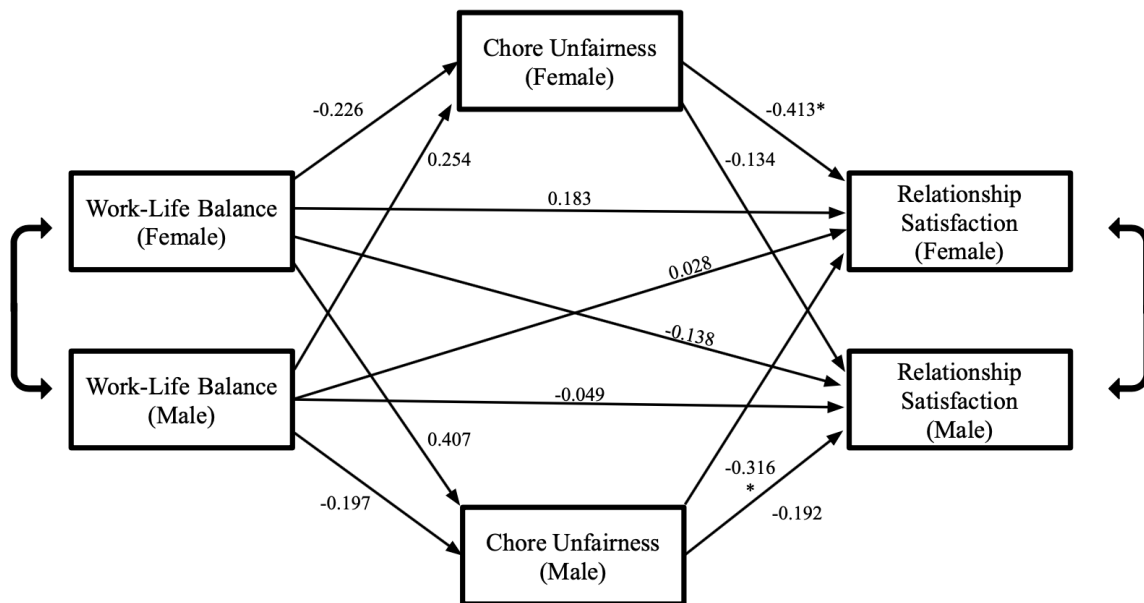 Chore Unfairness
(Female)
-0.226
-0.413*
0.254
-0.134
Work-Life Balance
(Female)
0.183
Relationship
Satisfaction
(Female)
0.028
-0.138
Work-Life Balance
(Male)
-0.049
Relationship
Satisfaction
(Male)
0.407
-0.316
*
-0.197
-0.192
Chore Unfairness
(Male)